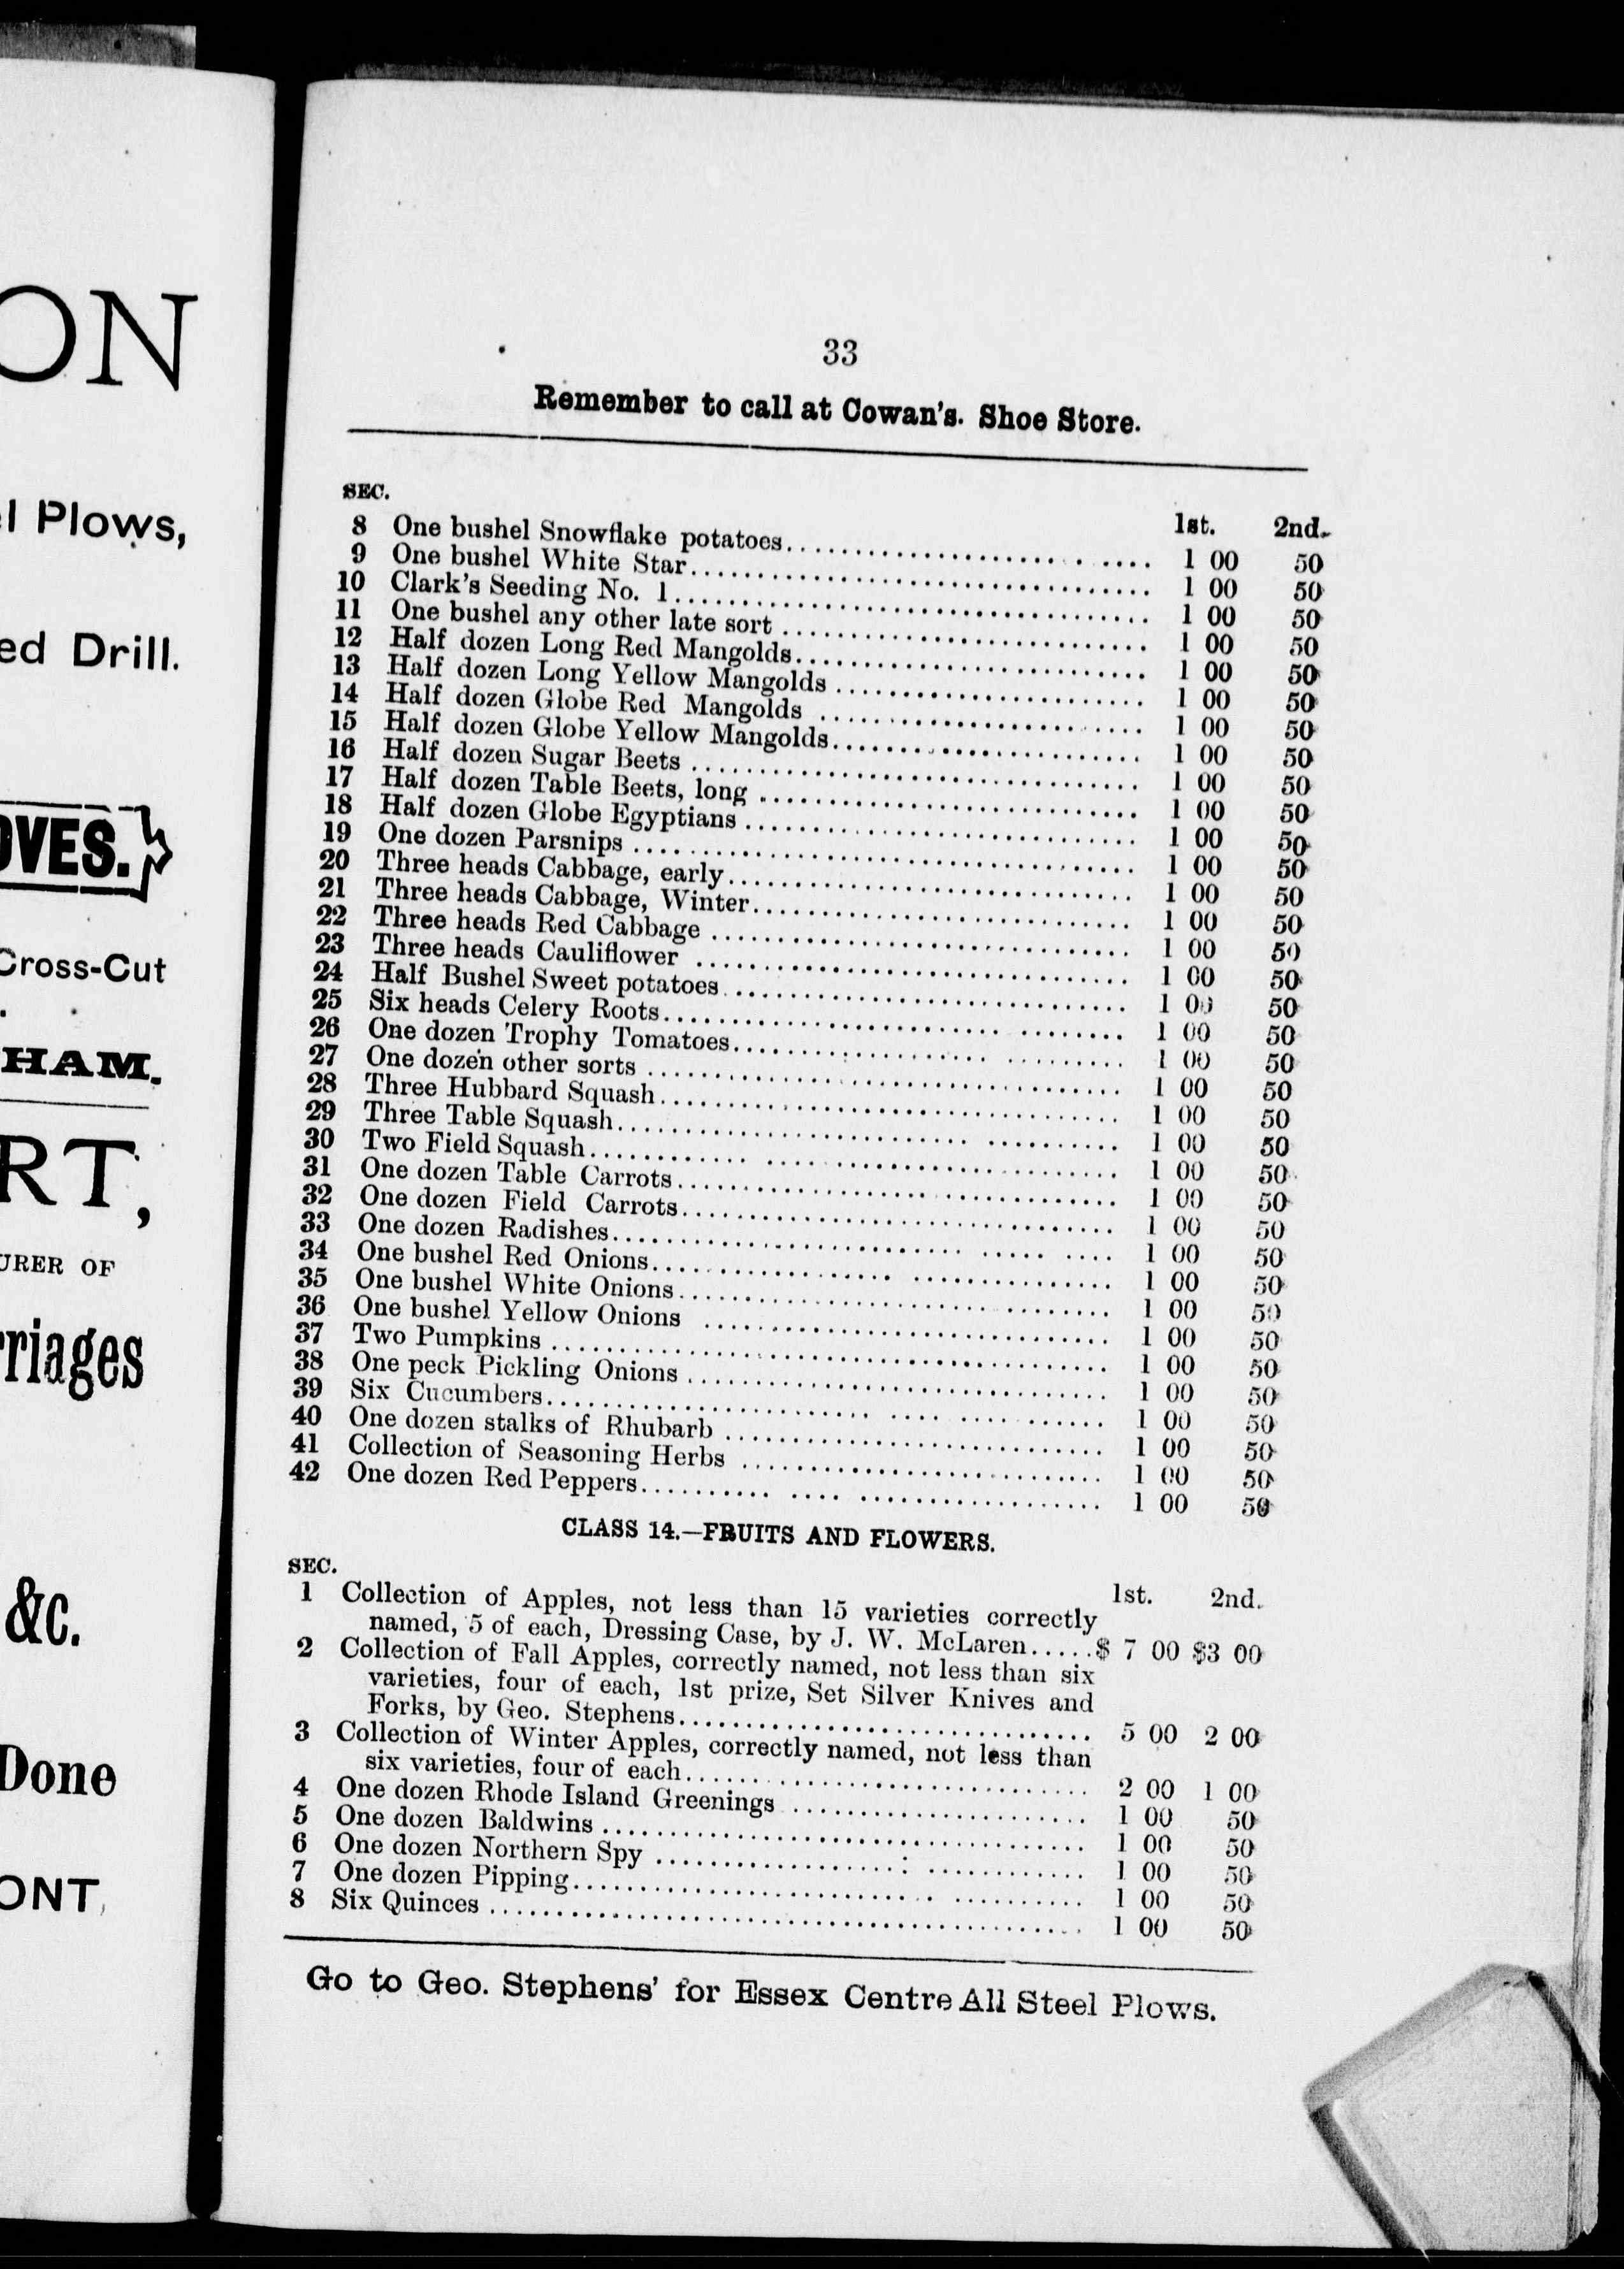 ON
Plows,
ed Drill.
OVES.
Cross-Cut
HAM.
RT,
URER OF
rriages
&c.
Done
ONT,
33
Remember to call at Cowan's. Shoe Store.
SEC. 1st. 2nd.
8 One bushel Snowflake potatoes 1 00 50
9 One bushel White Star 1 00 50
10 Clark's Seeding No. 1 1 00 50
11 One bushel any other late sort 1 00 50
12 Half dozen Long Red Mangolds 1 00 50
13 Half dozen Long Yellow Mangolds 1 00 50
14 Half dozen Globe Red Mangolds 1 00 50
15 Half dozen Globe Yellow Mangolds 1 00 50
16 Half dozen Sugar Beets 1 00 50
17 Half dozen Table Beets, long 1 00 50
18 Half dozen Globe Egyptians 1 00 50
19 One dozen Parsnips 1 00 50
20 Three heads Cabbage, early 1 00 50
21 Three heads Cabbage, Winter 1 00 50
22 Three heads Red Cabbage 1 00 50
23 Three heads Cauliflower 1 00 50
24 Half Bushel Sweet potatoes 1 00 50
25 Six heads Celery Roots 1 00 50
26 One dozen Trophy Tomatoes 1 00 50
27 One dozen other sorts 1 00 50
28 Three Hubbard Squash 1 00 50
29 Three Table Squash 1 00 50
30 Two Field Squash 1 00 50
31 One dozen Table Carrots 1 00 50
32 One dozen Field Carrots 1 00 50
33 One dozen Radishes 1 00 50
34 One bushel Red Onions 1 00 50
35 One bushel White Onions 1 00 50
36 One bushel Yellow Onions 1 00 50
37 Two Pumpkins 1 00 50
38 One peck Pickling Onions 1 00 50
39 Six Cucumbers 1 00 50
40 One dozen stalks of Rhubarb 1 00 50
41 Collection of Seasoning Herbs 1 00 50
42 One dozen Red Peppers 1 00 50
CLASS 14.—FRUITS AND FLOWERS.
SEC. 1st. 2nd.
1 Collection of Apples, not less than 15 varieties correctly
named, 5 of each, Dressing Case, by J. W. McLaren $ 7 00 $3 00
2 Collection of Fall Apples, correctly named, not less than six
varieties, four of each, 1st prize, Set Silver Knives and
Forks, by Geo. Stephens 5 00 2 00
3 Collection of Winter Apples, correctly named, not less than
six varieties, four of each 2 00 1 00
4 One dozen Rhode Island Greenings 1 00 50
5 One dozen Baldwins 1 00 50
6 One dozen Northern Spy 1 00 50
7 One dozen Pipping 1 00 50
8 Six Quinces 1 00 50
Go to Geo. Stephens' for Essex Centre All Steel Plows.